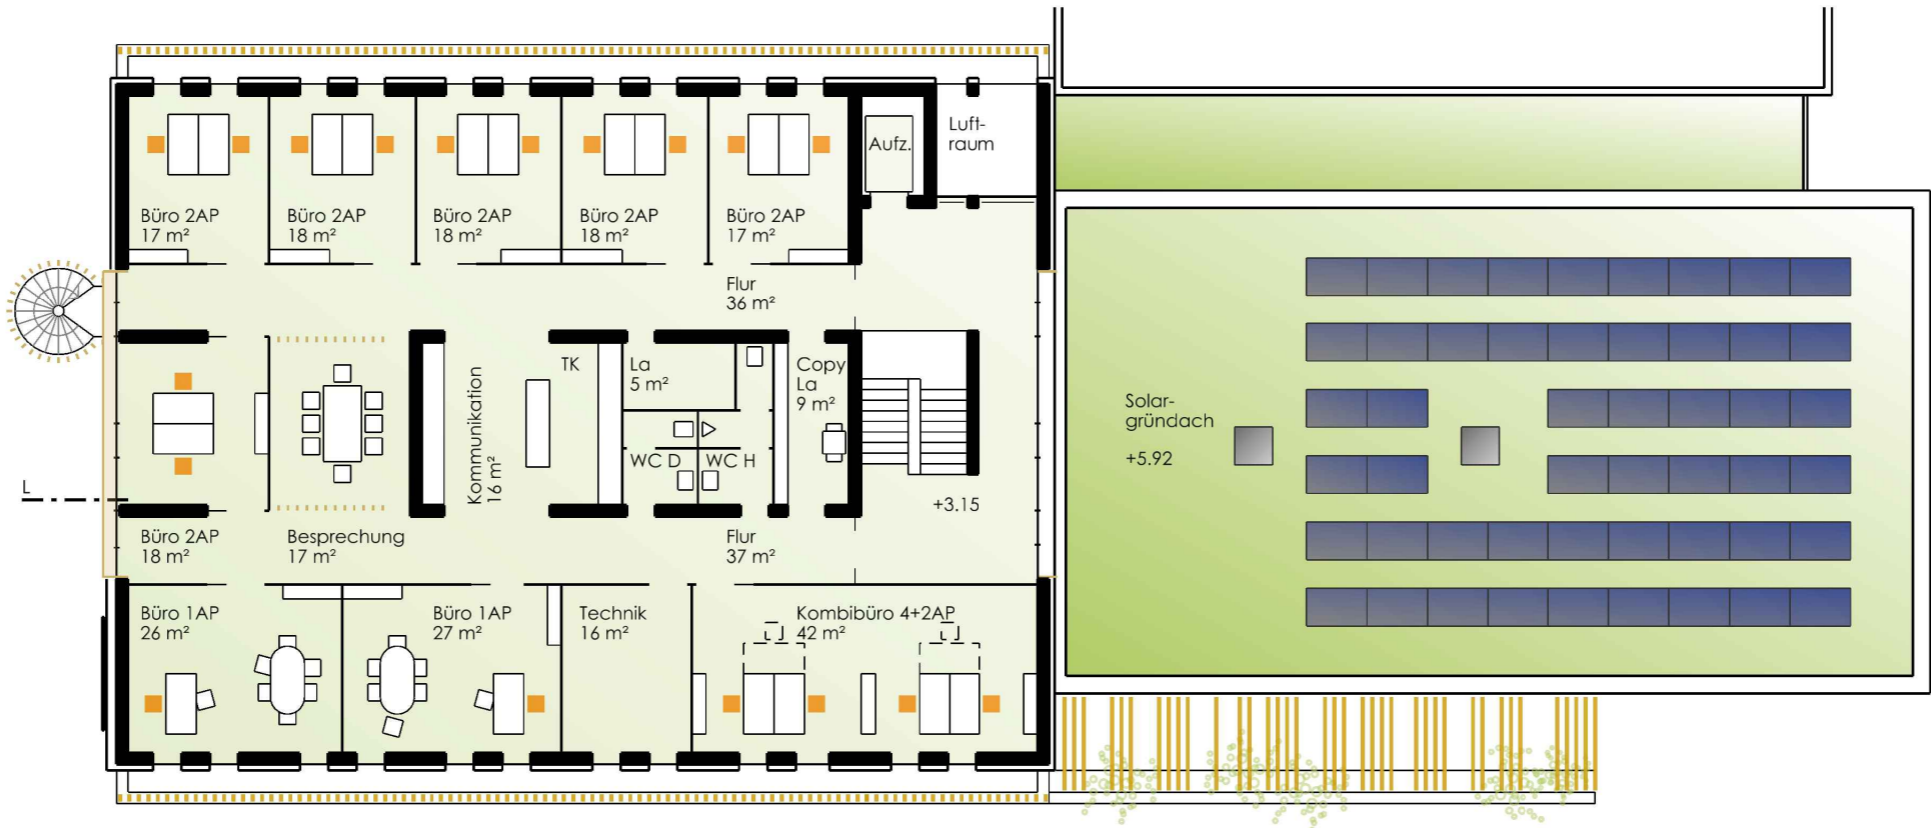 Luft-
raum
Aufz.
Büro 2AP
17 m²
Büro 2AP
18 m²
Büro 2AP
18 m²
Büro 2AP
18 m²
Büro 2AP
17 m²
Flur
36 m²
TK
La
5 m²
Copy
La
9 m²
Kommunikation
16 m²
WC D
WC H
Solar-
gründach
+5.92
L
+3.15
Büro 2AP
18 m²
Besprechung
17 m²
Flur
37 m²
Büro 1AP
26 m²
Büro 1AP
27 m²
Technik
16 m²
Kombibüro 4+2AP
42 m²